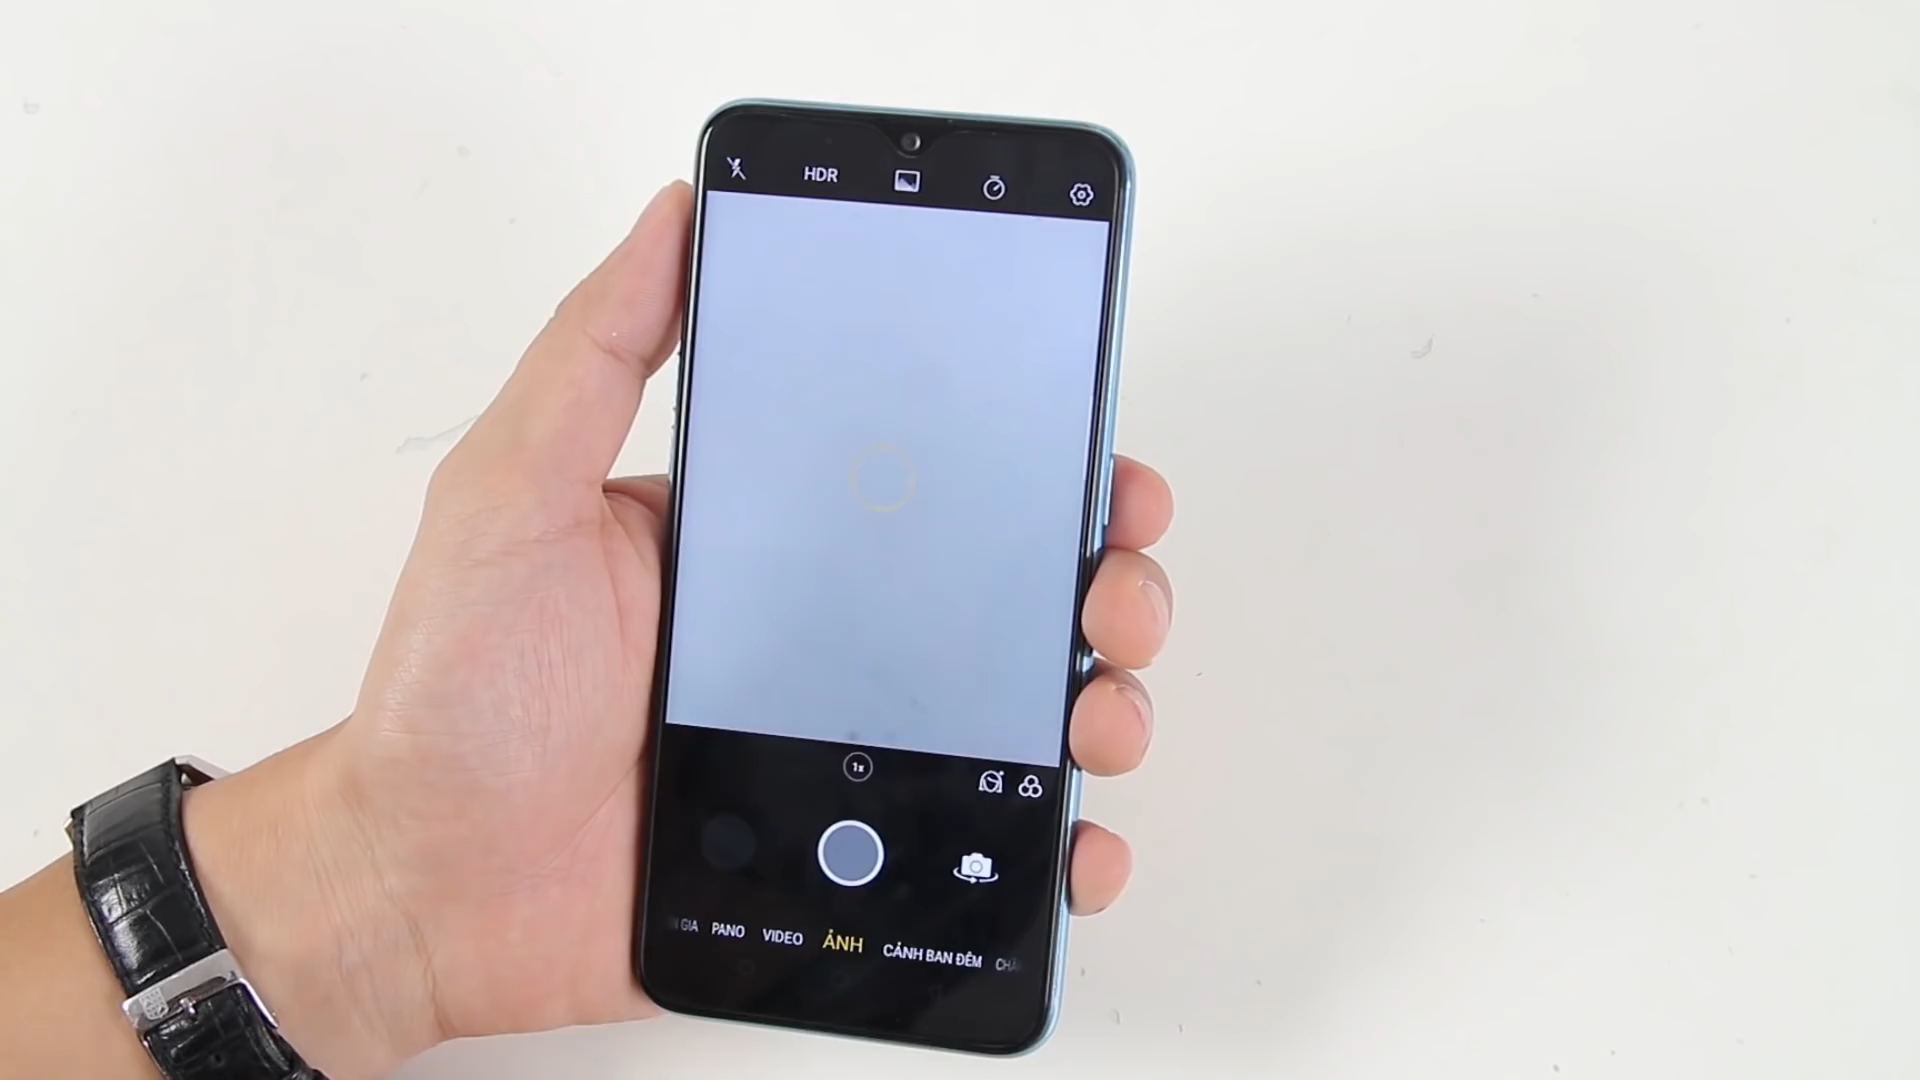 HDR
1x
PANO VIDEO ẢNH CẢNH BAN ĐÊM